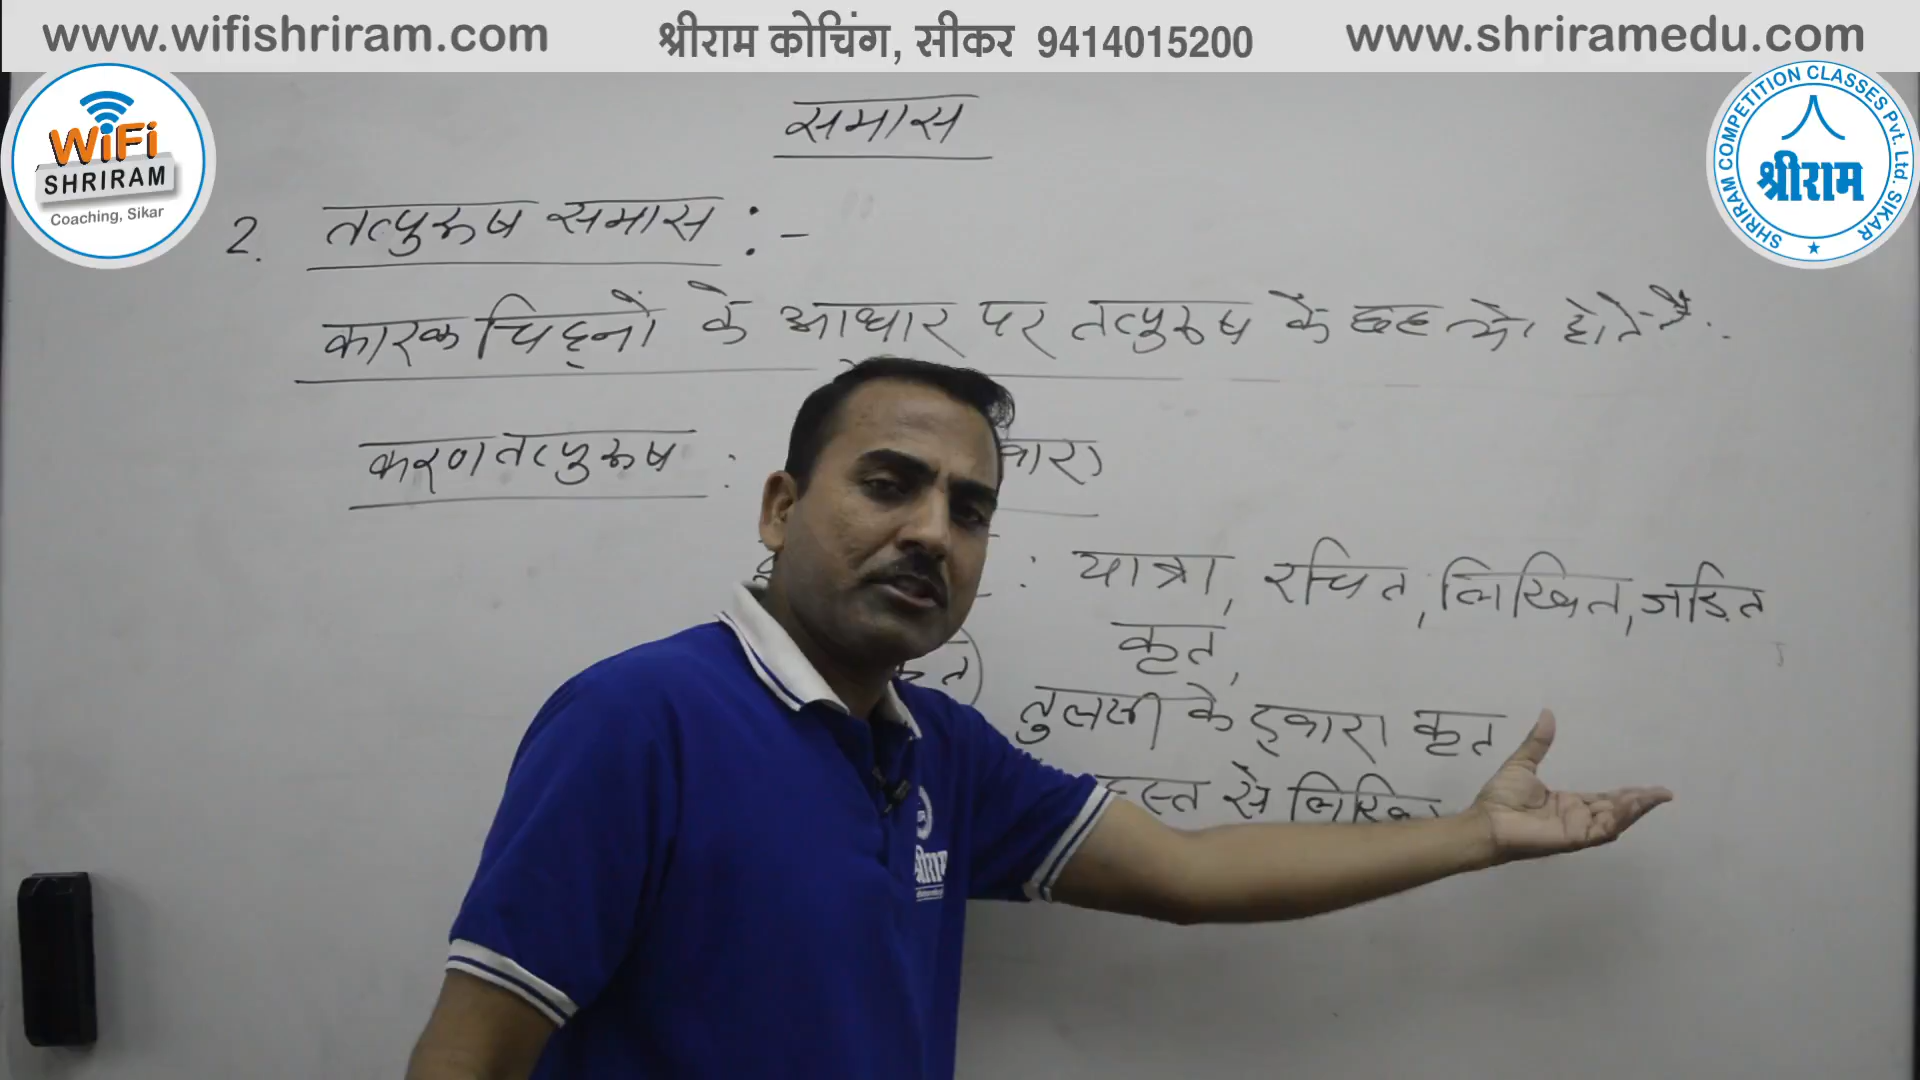 www.wifishriram.com श्रीराम कोचिंग, सीकर 9414015200 www.shriramedu.com
WiFi
SHRIRAM
Coaching, Sikar
SHRIRAM COMPETITION CLASSES Pvt. Ltd. SIKAR
श्रीराम
समास
2. तत्पुरूष समास :-
कारक चिह्नों के आधार पर तत्पुरूष के छह होते हैं.
करण तत्पुरूष :
: यात्रा, रचित, लिखित, जड़ित
कृत,
तुलसी के द्वारा कृत
हस्त से